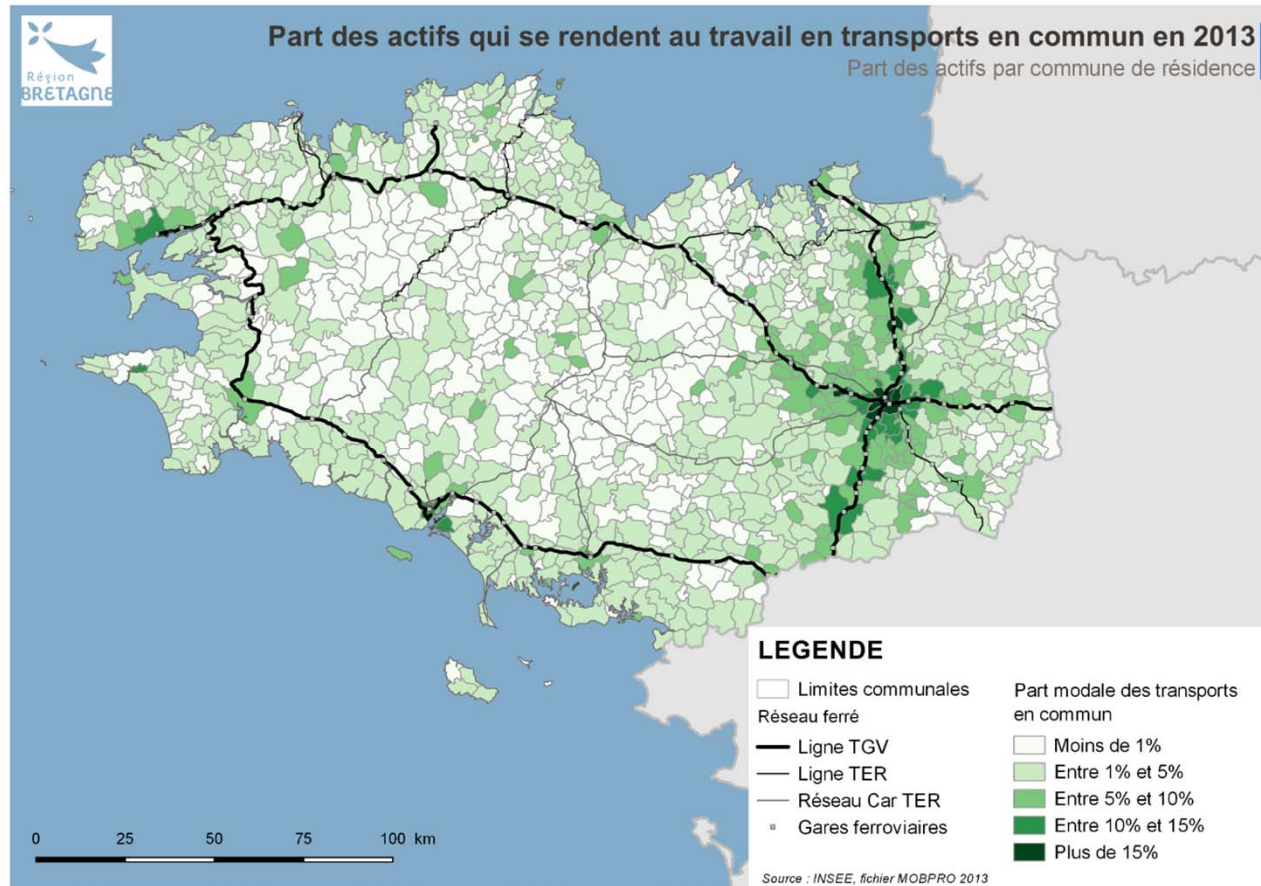 Région
BRETAGNE
Part des actifs qui se rendent au travail en transports en commun en 2013
Part des actifs par commune de résidence
LEGENDE
Limites communales
Réseau ferré
Ligne TGV
Ligne TER
Réseau Car TER
Gares ferroviaires
Part modale des transports
en commun
Moins de 1%
Entre 1% et 5%
Entre 5% et 10%
Entre 10% et 15%
Plus de 15%
0 25 50 75 100 km
Source : INSEE, fichier MOBPRO 2013